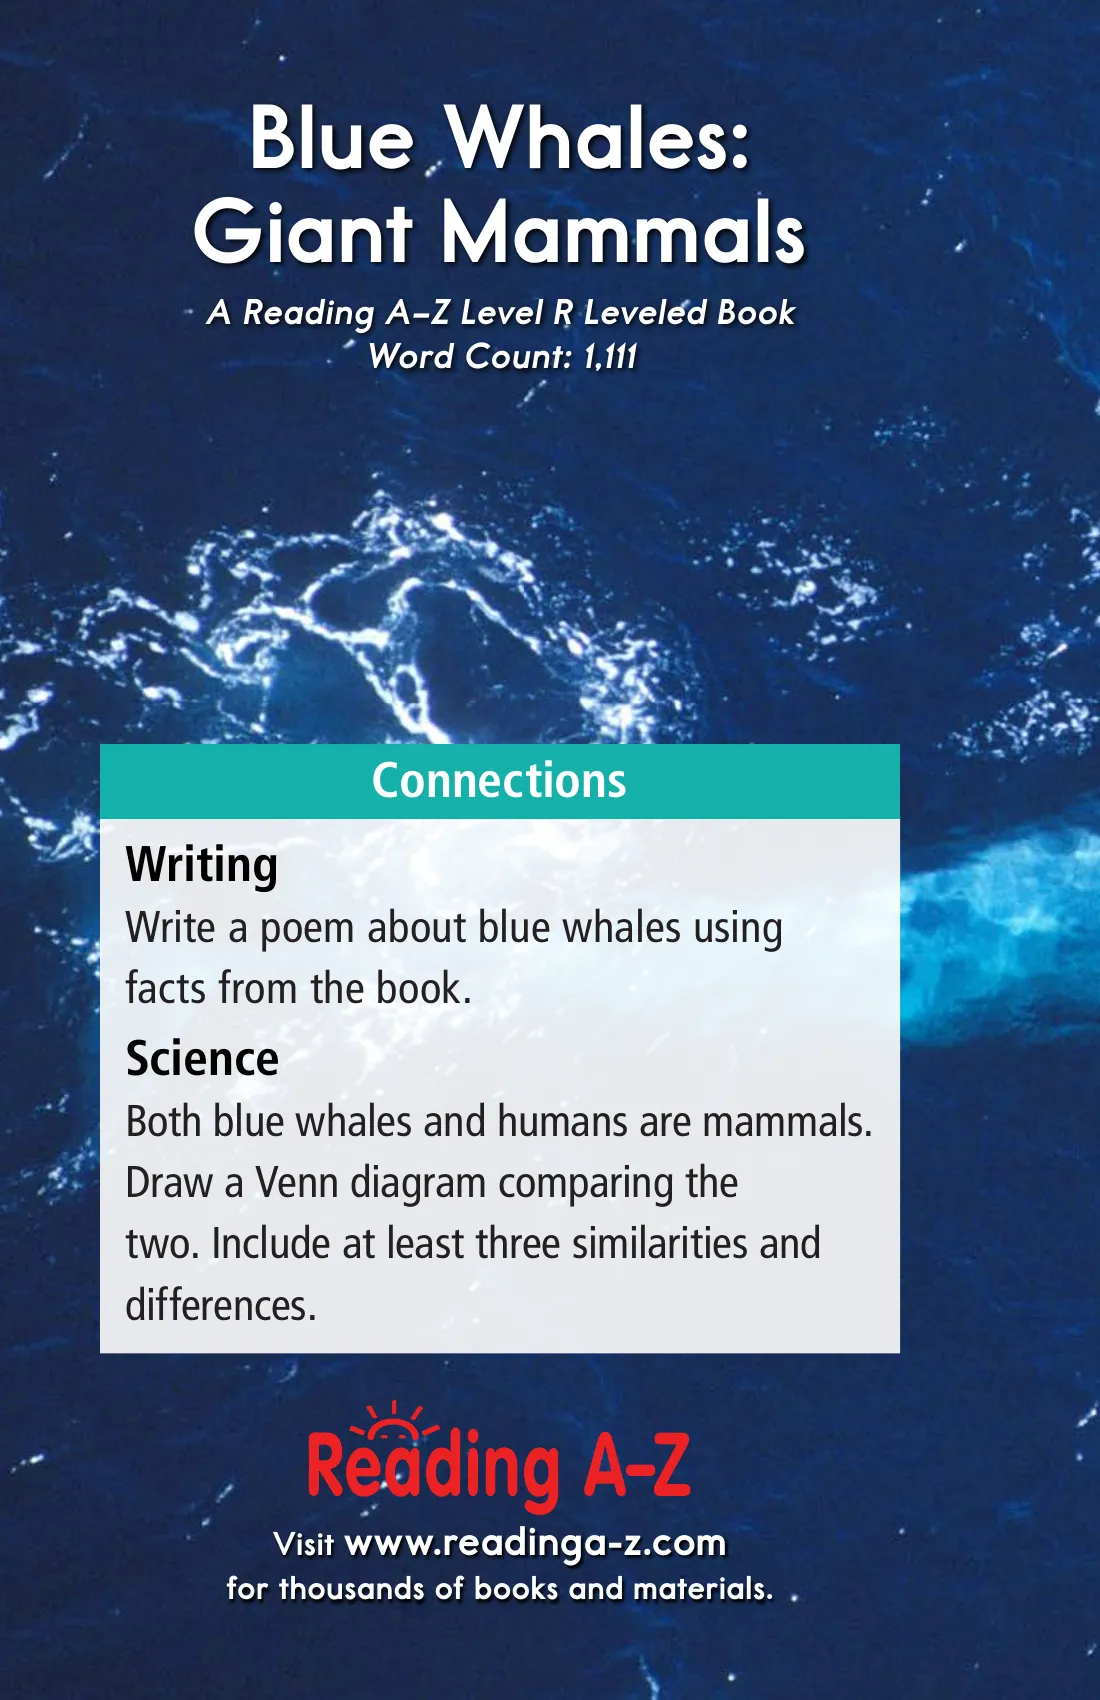 Blue Whales:
Giant Mammals
A Reading A–Z Level R Leveled Book
Word Count: 1,111
Connections
Writing
Write a poem about blue whales using
facts from the book.
Science
Both blue whales and humans are mammals.
Draw a Venn diagram comparing the
two. Include at least three similarities and
differences.
Reading A–Z
Visit www.readinga-z.com
for thousands of books and materials.